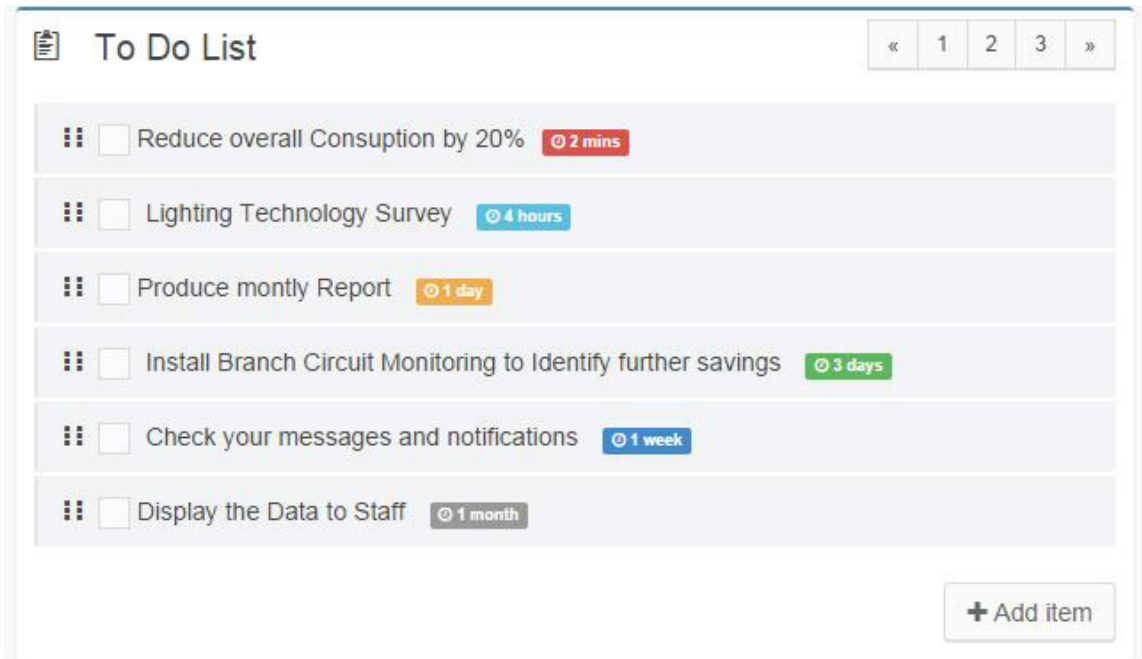 To Do List
« 1 2 3 »
Reduce overall Consuption by 20% 2 mins
Lighting Technology Survey 4 hours
Produce montly Report 1 day
Install Branch Circuit Monitoring to Identify further savings 3 days
Check your messages and notifications 1 week
Display the Data to Staff 1 month
+ Add item